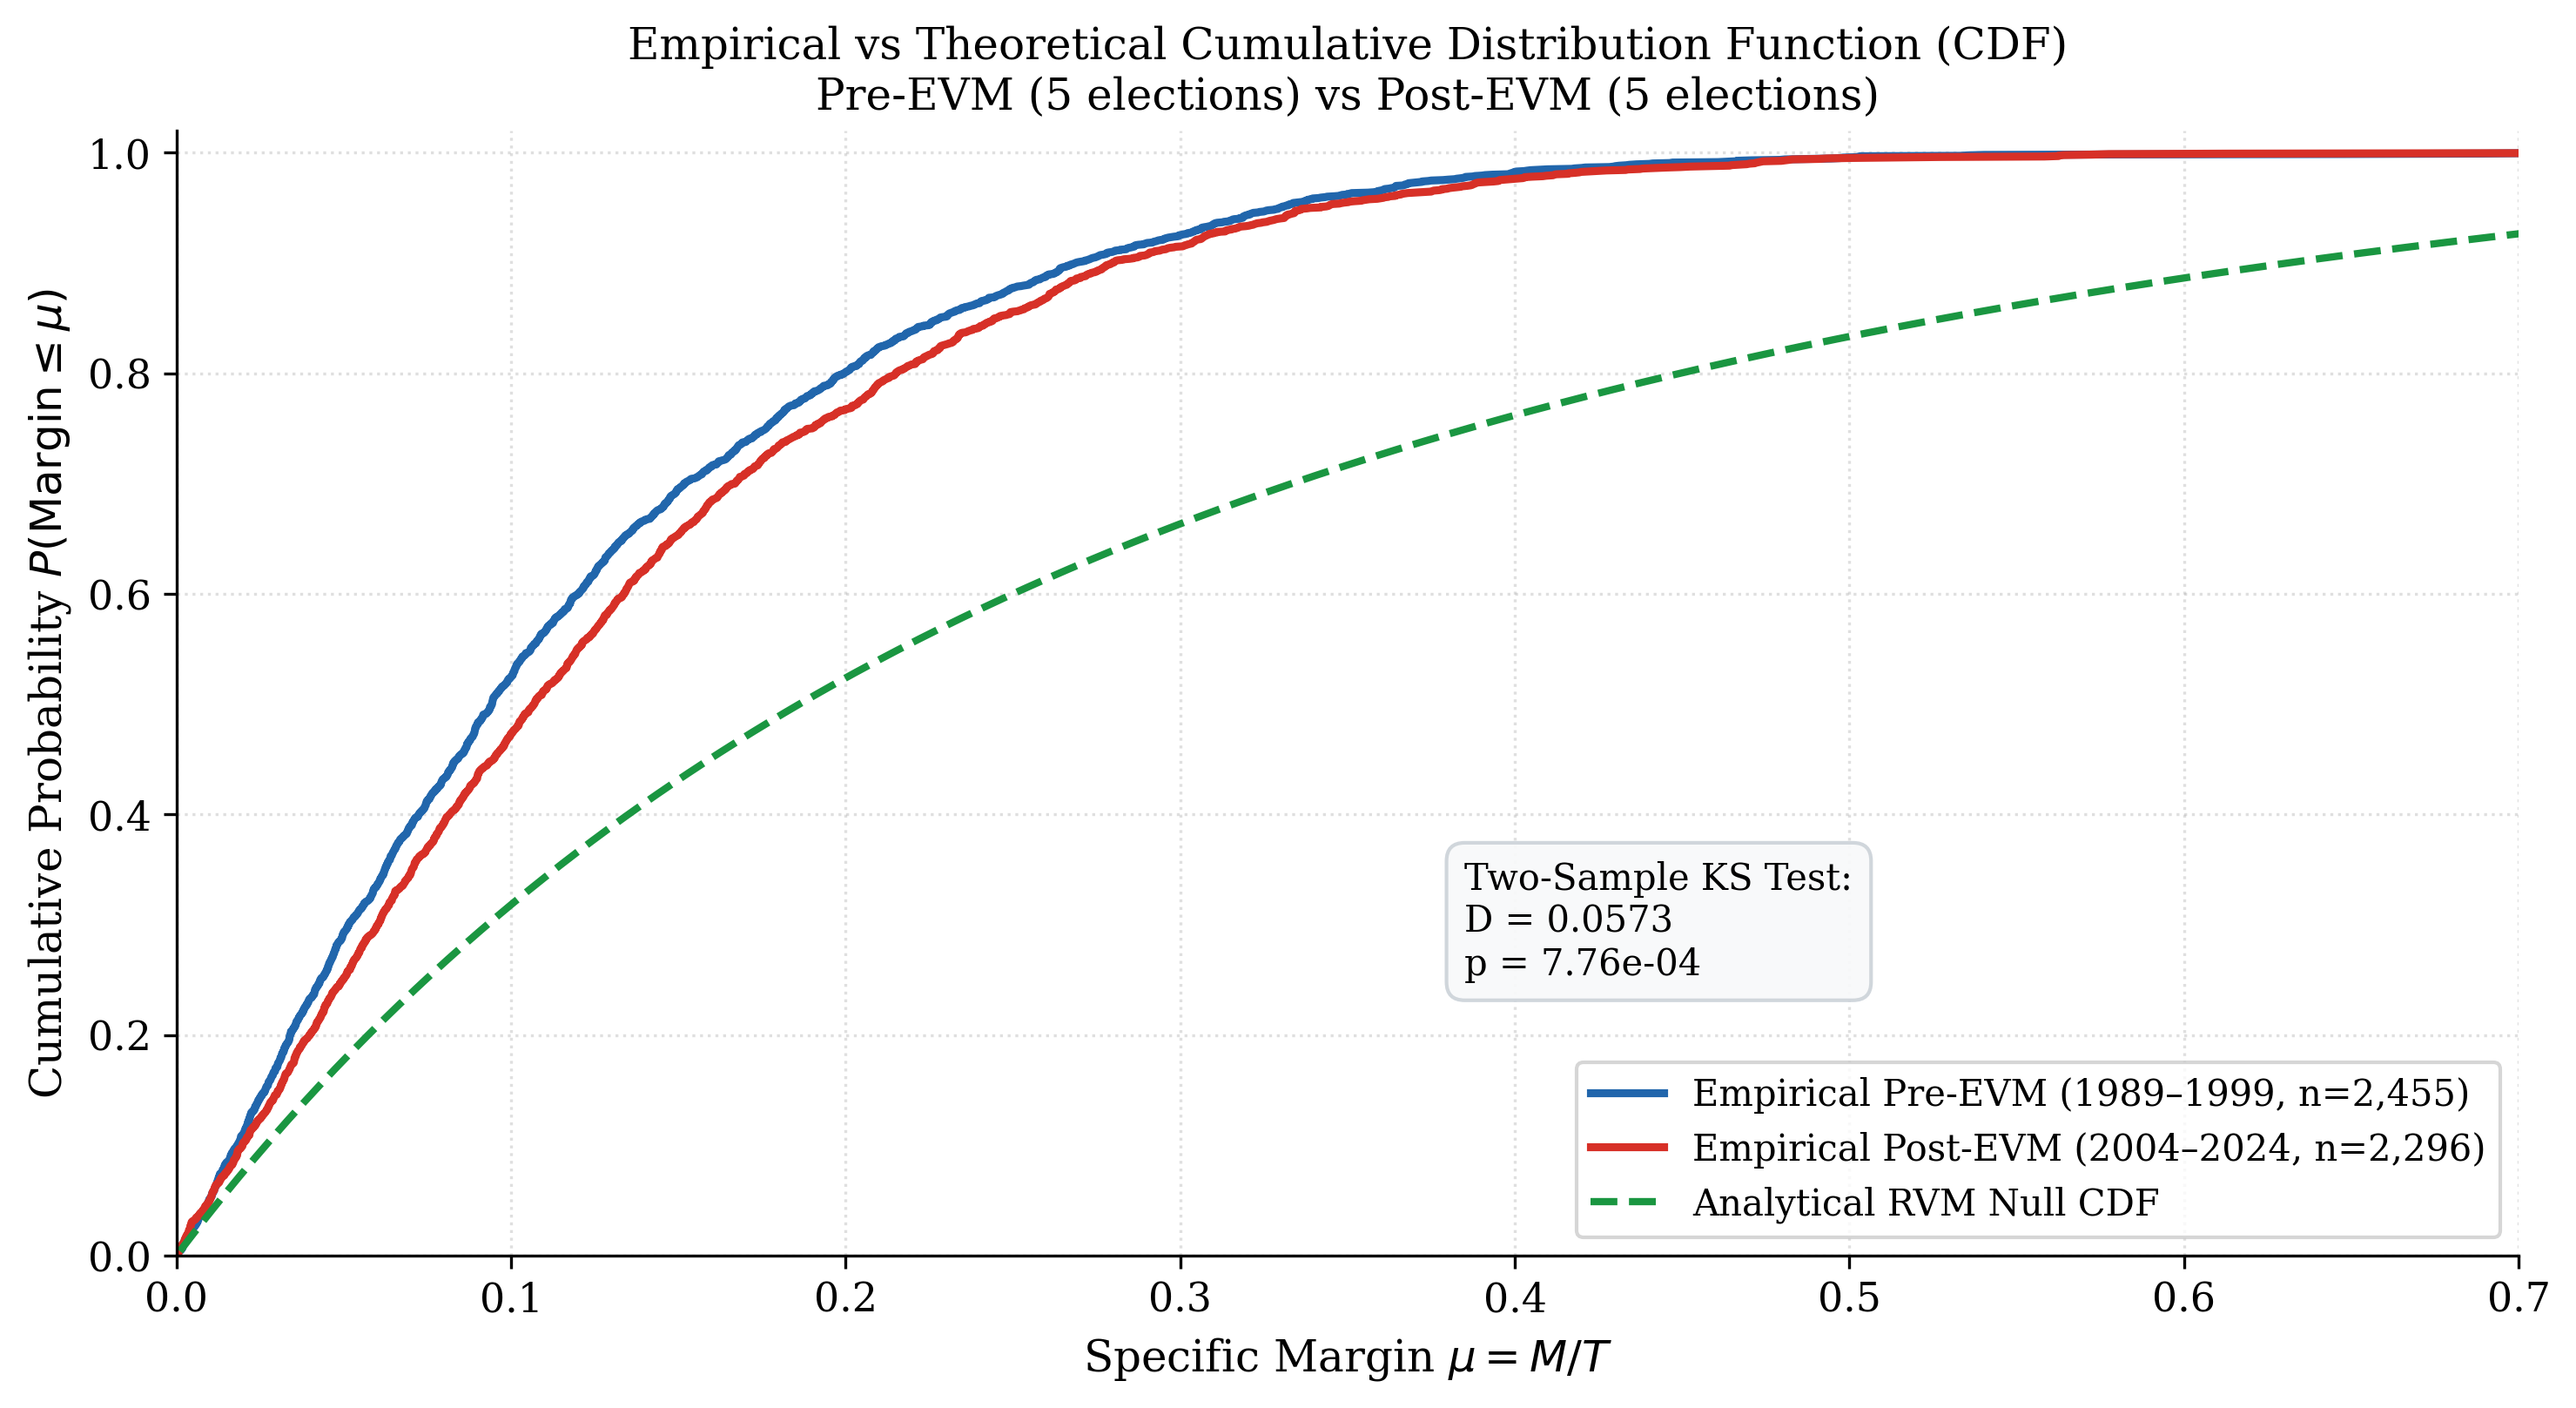 Empirical vs Theoretical Cumulative Distribution Function (CDF)
Pre-EVM (5 elections) vs Post-EVM (5 elections)
Cumulative Probability P(Margin ≤ μ)
1.0
0.8
0.6
0.4
0.2
0.0
Two-Sample KS Test:
D = 0.0573
p = 7.76e-04
Empirical Pre-EVM (1989–1999, n=2,455)
Empirical Post-EVM (2004–2024, n=2,296)
Analytical RVM Null CDF
0.0 0.1 0.2 0.3 0.4 0.5 0.6 0.7
Specific Margin μ = M/T